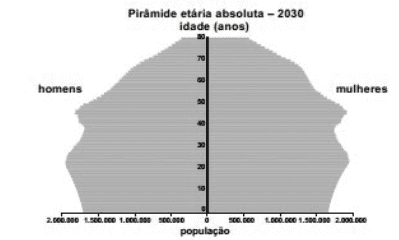 Pirâmide etária absoluta – 2030
idade (anos)
80
70
homens
mulheres
60
50
40
30
20
10
0
2.000.000 1.500.000 1.000.000 500.000 0 500.000 1.000.000 1.500.000 2.000.000
população